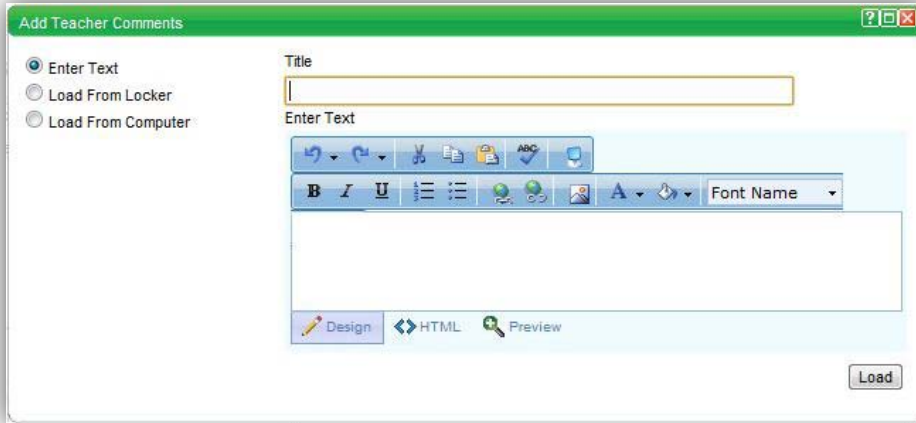 Add Teacher Comments
?
Enter Text
Load From Locker
Load From Computer
Title
Enter Text
ABC
B I U A Font Name
Design HTML Preview
Load